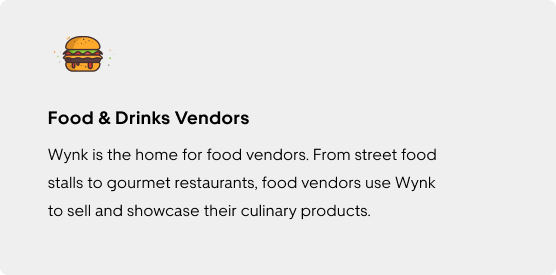 Food & Drinks Vendors
Wynk is the home for food vendors. From street food
stalls to gourmet restaurants, food vendors use Wynk
to sell and showcase their culinary products.